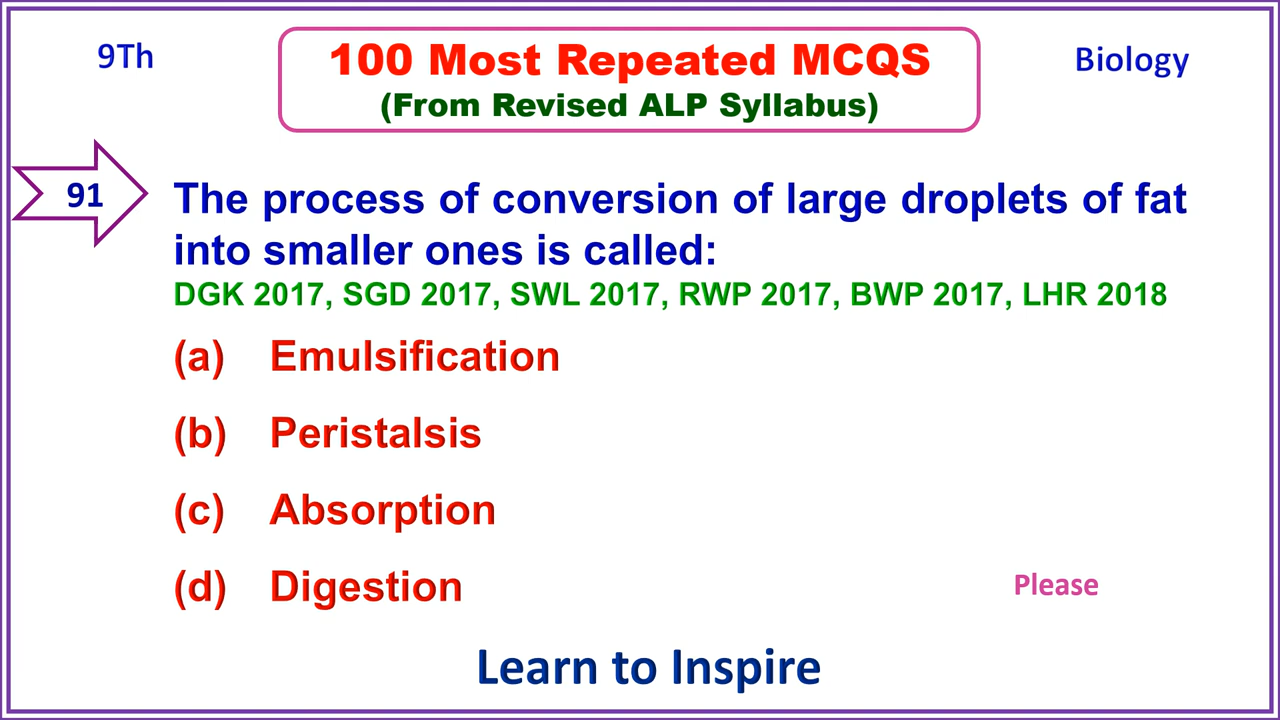 9Th
100 Most Repeated MCQS
Biology
(From Revised ALP Syllabus)
91
The process of conversion of large droplets of fat
into smaller ones is called:
DGK 2017, SGD 2017, SWL 2017, RWP 2017, BWP 2017, LHR 2018
(a) Emulsification
(b) Peristalsis
(c) Absorption
(d) Digestion
Please
Learn to Inspire